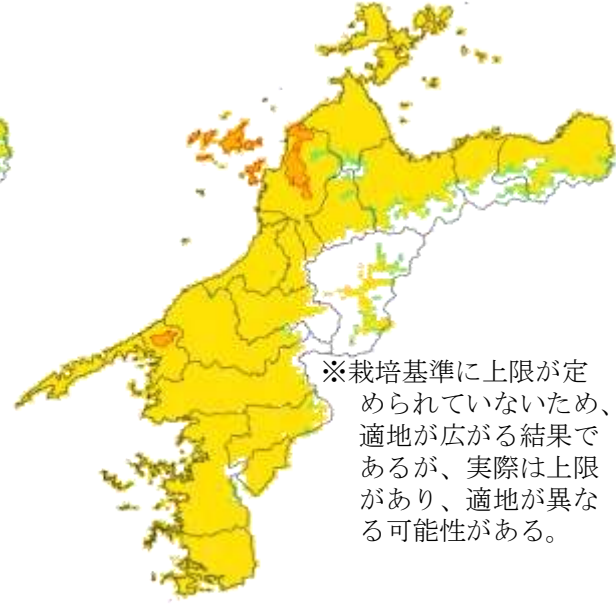 ※栽培基準に上限が定
められていないため、
適地が広がる結果で
あるが、実際は上限
があり、適地が異な
る可能性がある。